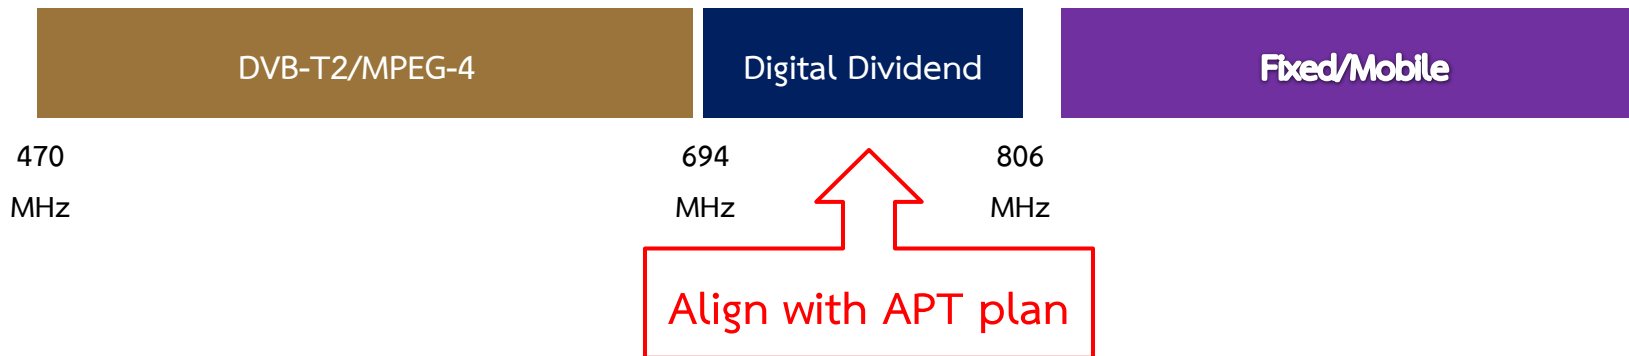 DVB-T2/MPEG-4
Digital Dividend
Fixed/Mobile
470
MHz
694
MHz
806
MHz
Align with APT plan